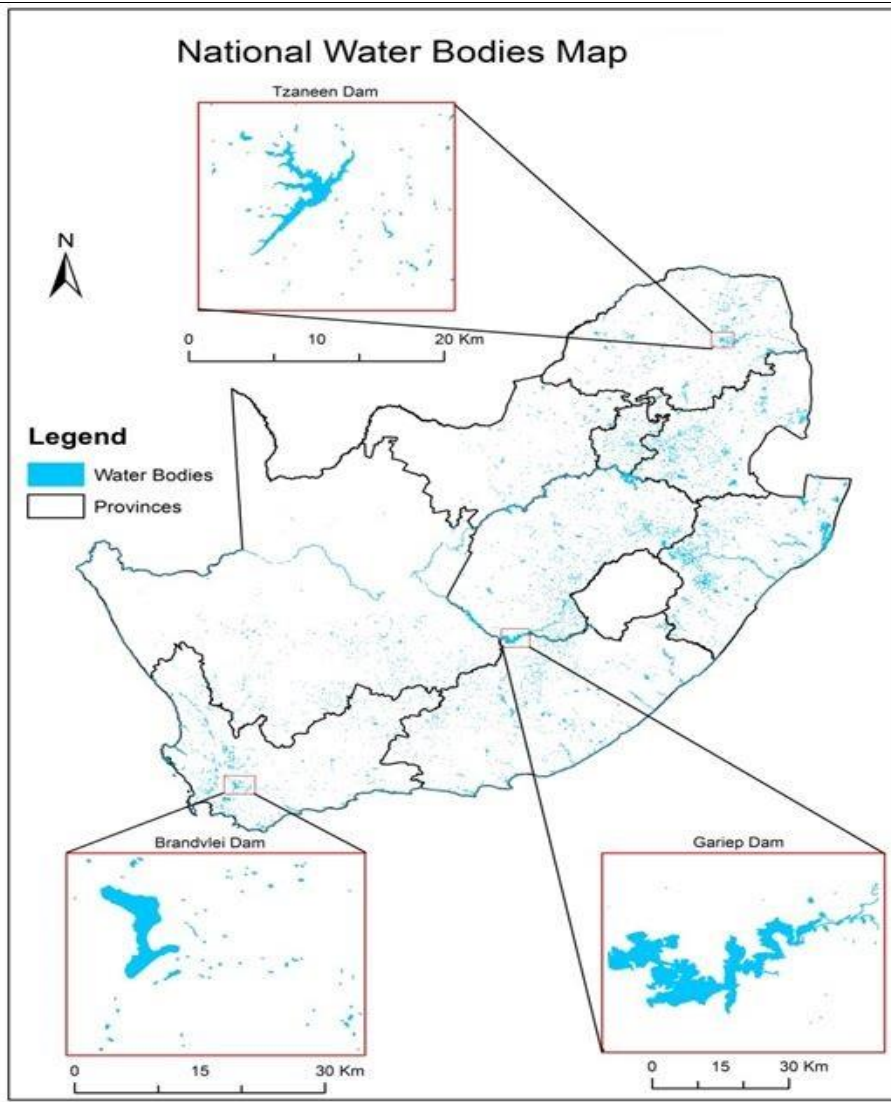 National Water Bodies Map
Tzaneen Dam
N
0 10 20 Km
Legend
Water Bodies
Provinces
Brandvlei Dam
Gariep Dam
0 15 30 Km
0 15 30 Km